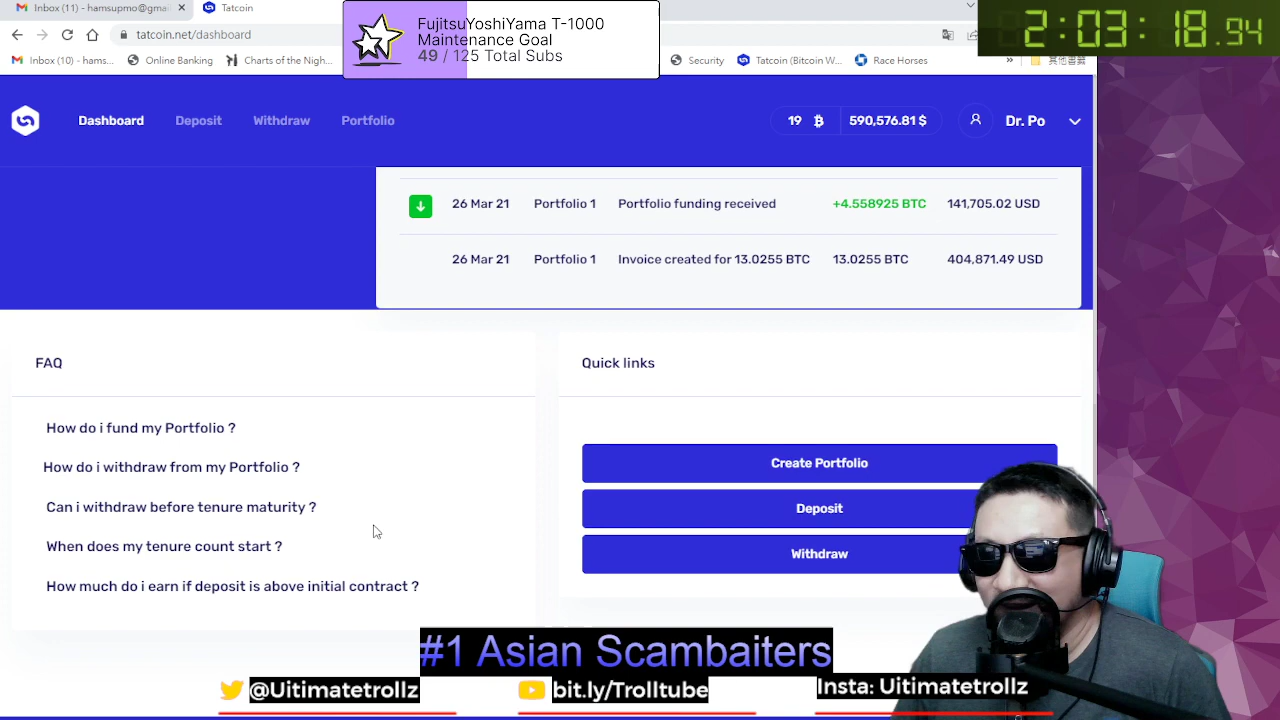 Inbox (11) - hamsupmo@gmai
Tatcoin
tatcoin.net/dashboard
Inbox (10) - hams...
Online Banking
Charts of the Nigh...
Security
Tatcoin (Bitcoin W...
Race Horses
»
其他書籤
FujitsuYoshiYama T-1000
Maintenance Goal
49 / 125 Total Subs
2:03:18.94
Dashboard
Deposit
Withdraw
Portfolio
19 ₿
590,576.81 $
Dr. Po
26 Mar 21 Portfolio 1 Portfolio funding received +4.558925 BTC 141,705.02 USD
26 Mar 21 Portfolio 1 Invoice created for 13.0255 BTC 13.0255 BTC 404,871.49 USD
FAQ
How do i fund my Portfolio ?
How do i withdraw from my Portfolio ?
Can i withdraw before tenure maturity ?
When does my tenure count start ?
How much do i earn if deposit is above initial contract ?
Quick links
Create Portfolio
Deposit
Withdraw
#1 Asian Scambaiters
@Uitimatetrollz
bit.ly/Trolltube
Insta: Uitimatetrollz